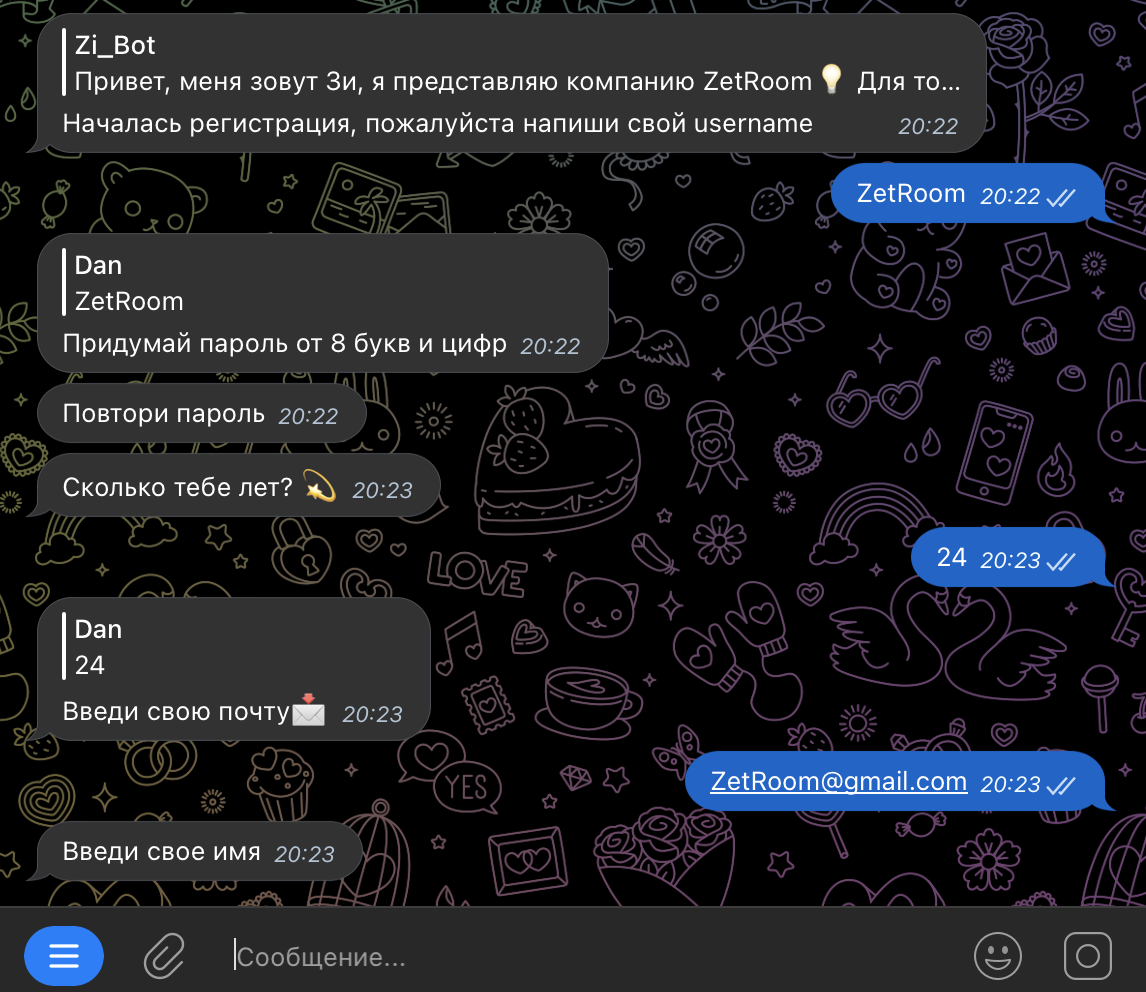 Zi_Bot
Привет, меня зовут Зи, я представляю компанию ZetRoom💡 Для то...
Началась регистрация, пожалуйста напиши свой username 20:22
ZetRoom 20:22
Dan
ZetRoom
Придумай пароль от 8 букв и цифр 20:22
Повтори пароль 20:22
Сколько тебе лет? 💫 20:23
24 20:23
Dan
24
LOVE
Введи свою почту📩 20:23
YES
ZetRoom@gmail.com 20:23
Введи свое имя 20:23
Сообщение...